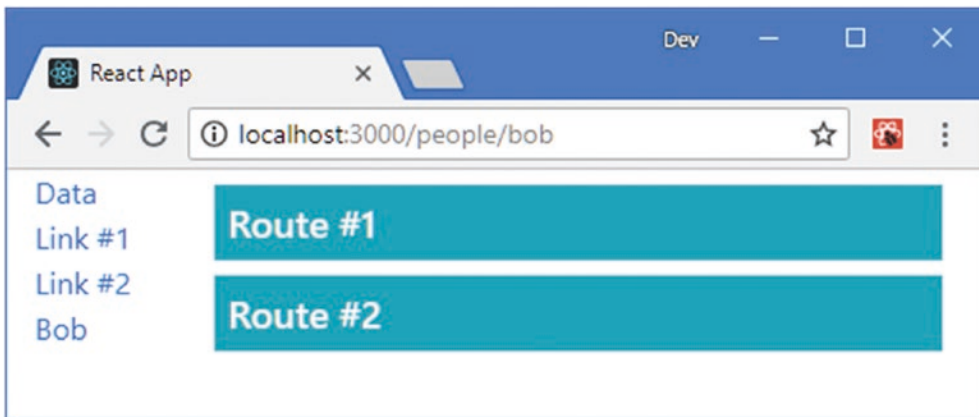 Dev
React App
localhost:3000/people/bob
Data
Link #1
Link #2
Bob
Route #1
Route #2